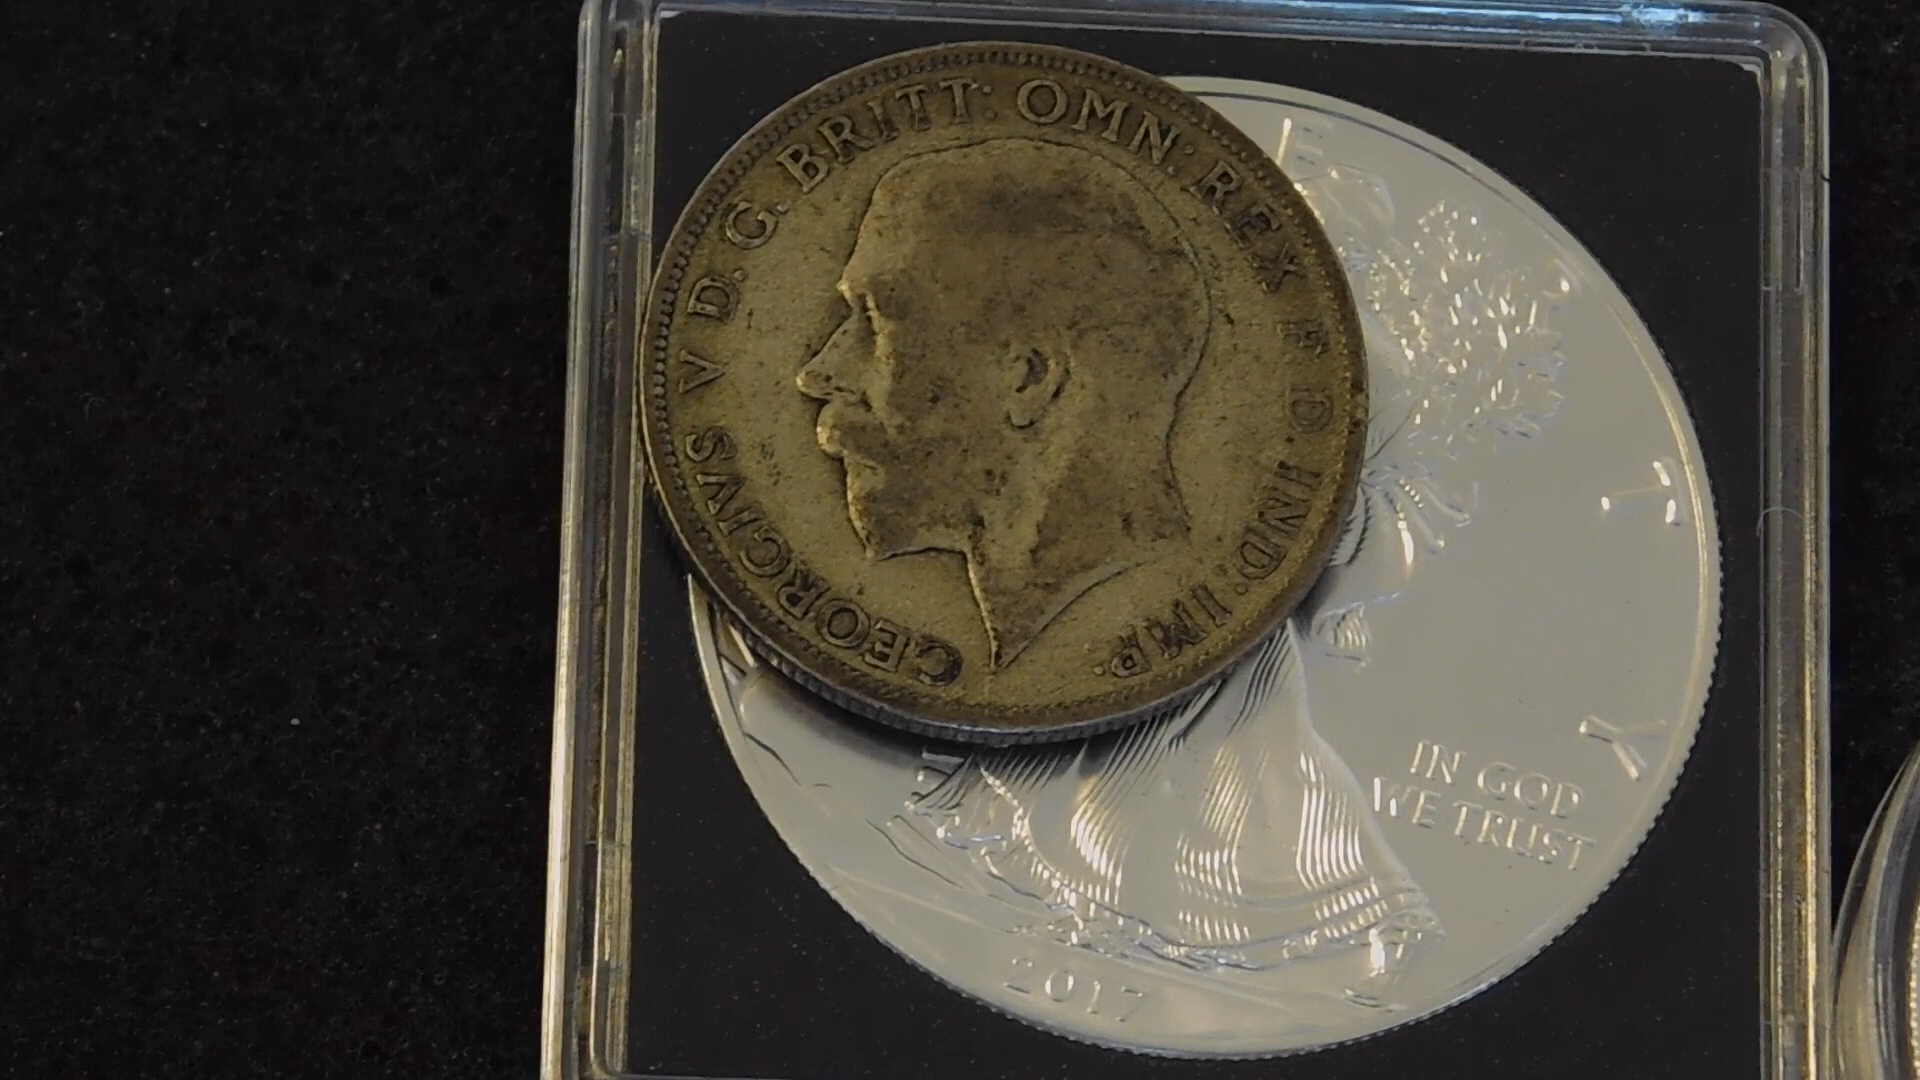 GEORGIVS V D. G. BRITT: OMN: REX F. D. IND: IMP:
L
T
Y
IN GOD
WE TRUST
2017